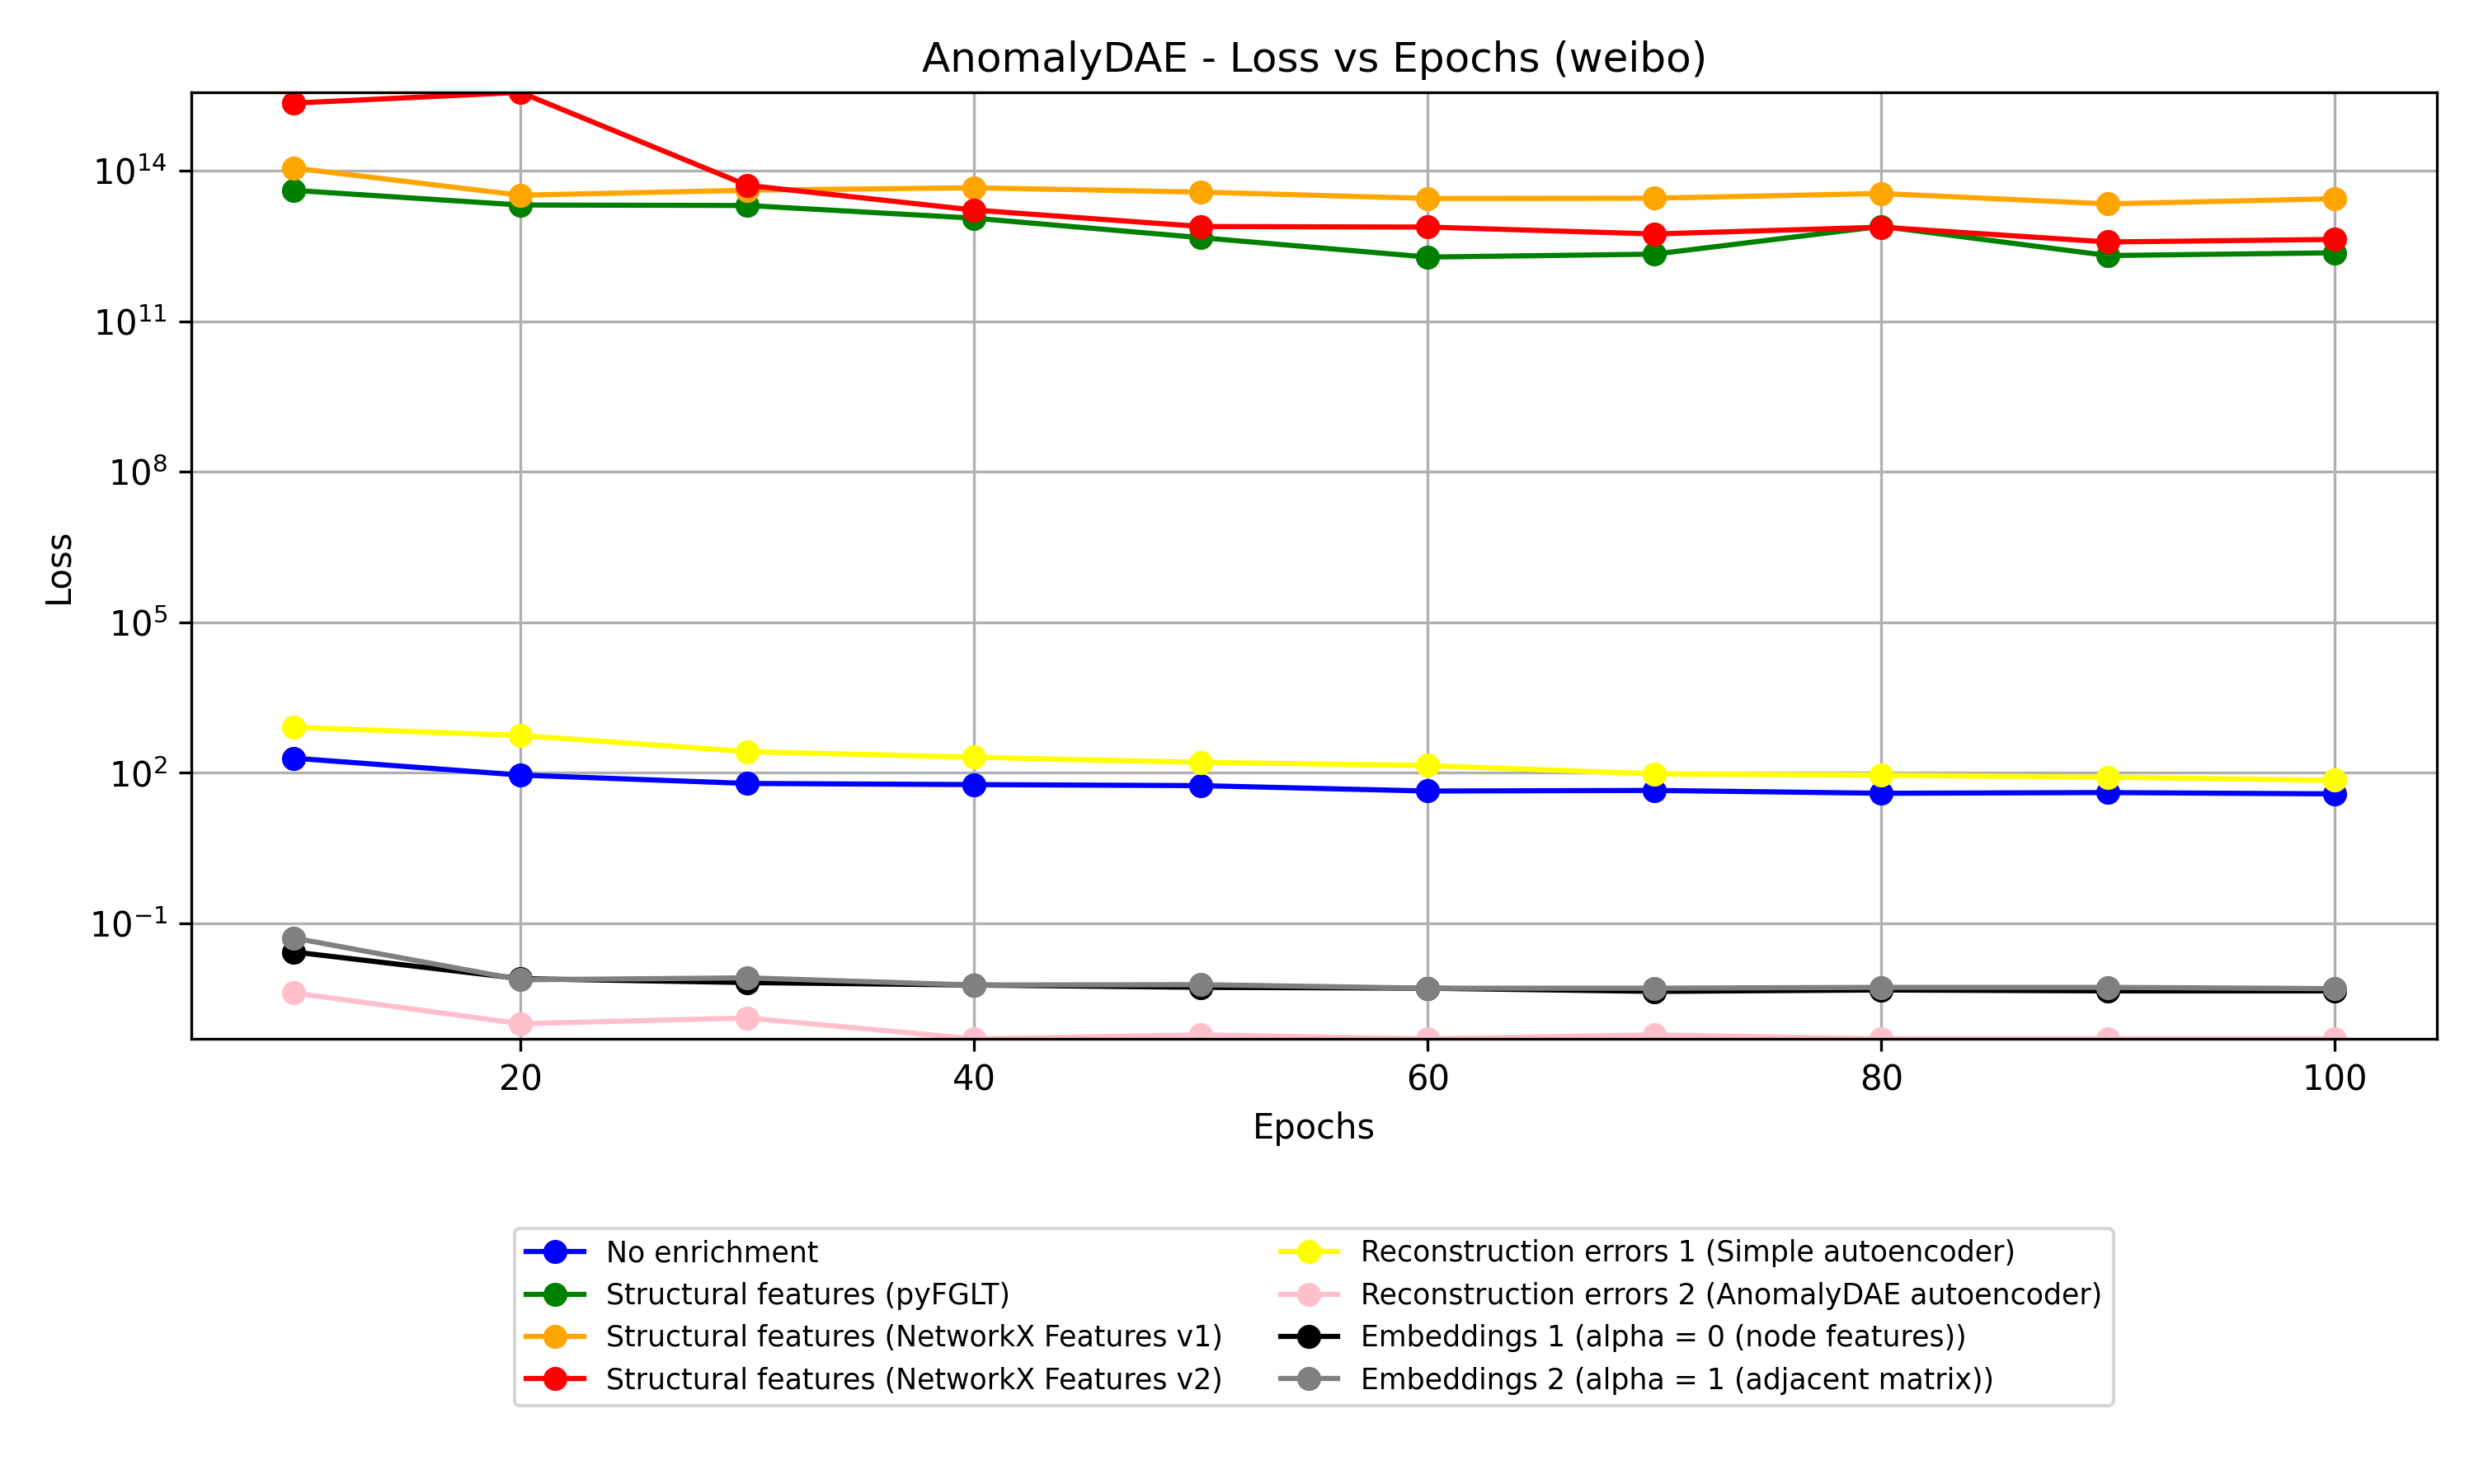 AnomalyDAE - Loss vs Epochs (weibo)
10^14
10^11
10^8
10^5
10^2
10^−1
Loss
20 40 60 80 100
Epochs
No enrichment
Structural features (pyFGLT)
Structural features (NetworkX Features v1)
Structural features (NetworkX Features v2)
Reconstruction errors 1 (Simple autoencoder)
Reconstruction errors 2 (AnomalyDAE autoencoder)
Embeddings 1 (alpha = 0 (node features))
Embeddings 2 (alpha = 1 (adjacent matrix))